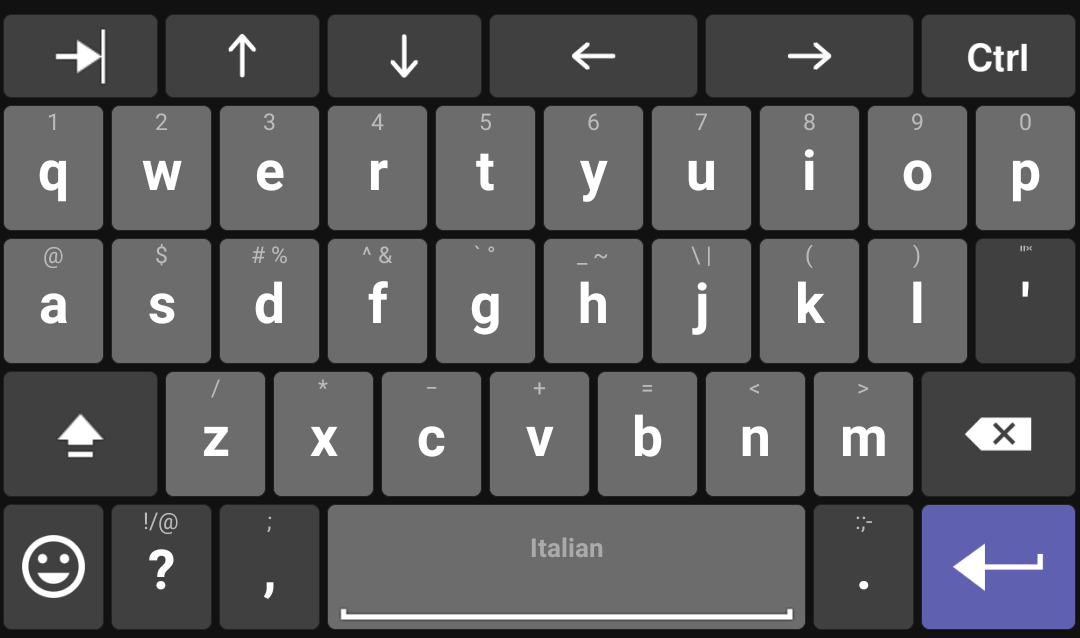 Ctrl
1 2 3 4 5 6 7 8 9 0
q w e r t y u i o p
@ $ # % ^ & ` ° _ ~ \ | ( )
a s d f g h j k l '
/ * − + = < >
z x c v b n m
!/@ ; :;-
? , Italian .